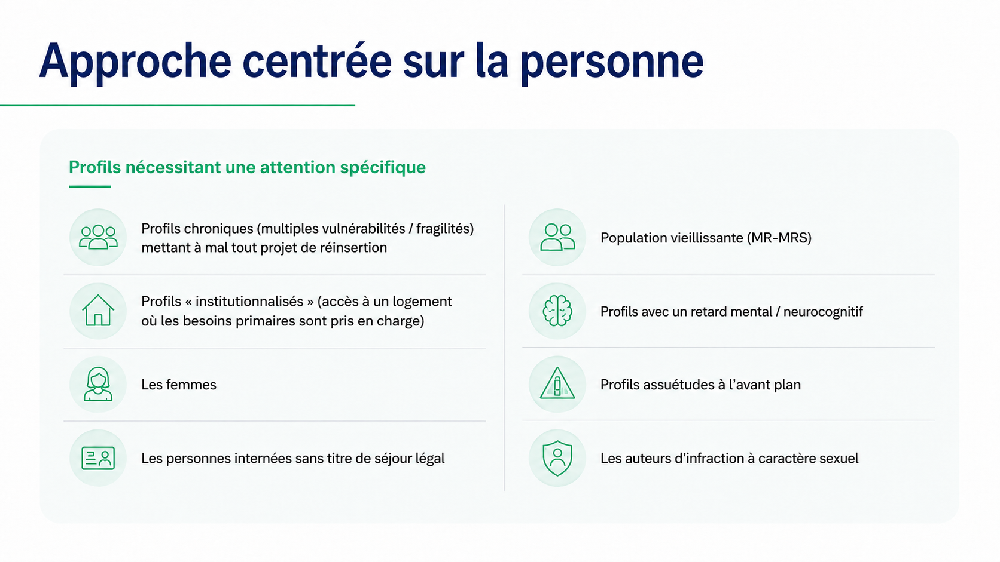 Approche centrée sur la personne
Profils nécessitant une attention spécifique
Profils chroniques (multiples vulnérabilités / fragilités)
mettant à mal tout projet de réinsertion
Profils « institutionnalisés » (accès à un logement
où les besoins primaires sont pris en charge)
Les femmes
Les personnes internées sans titre de séjour légal
Population vieillissante (MR-MRS)
Profils avec un retard mental / neurocognitif
Profils assuétudes à l’avant plan
Les auteurs d’infraction à caractère sexuel